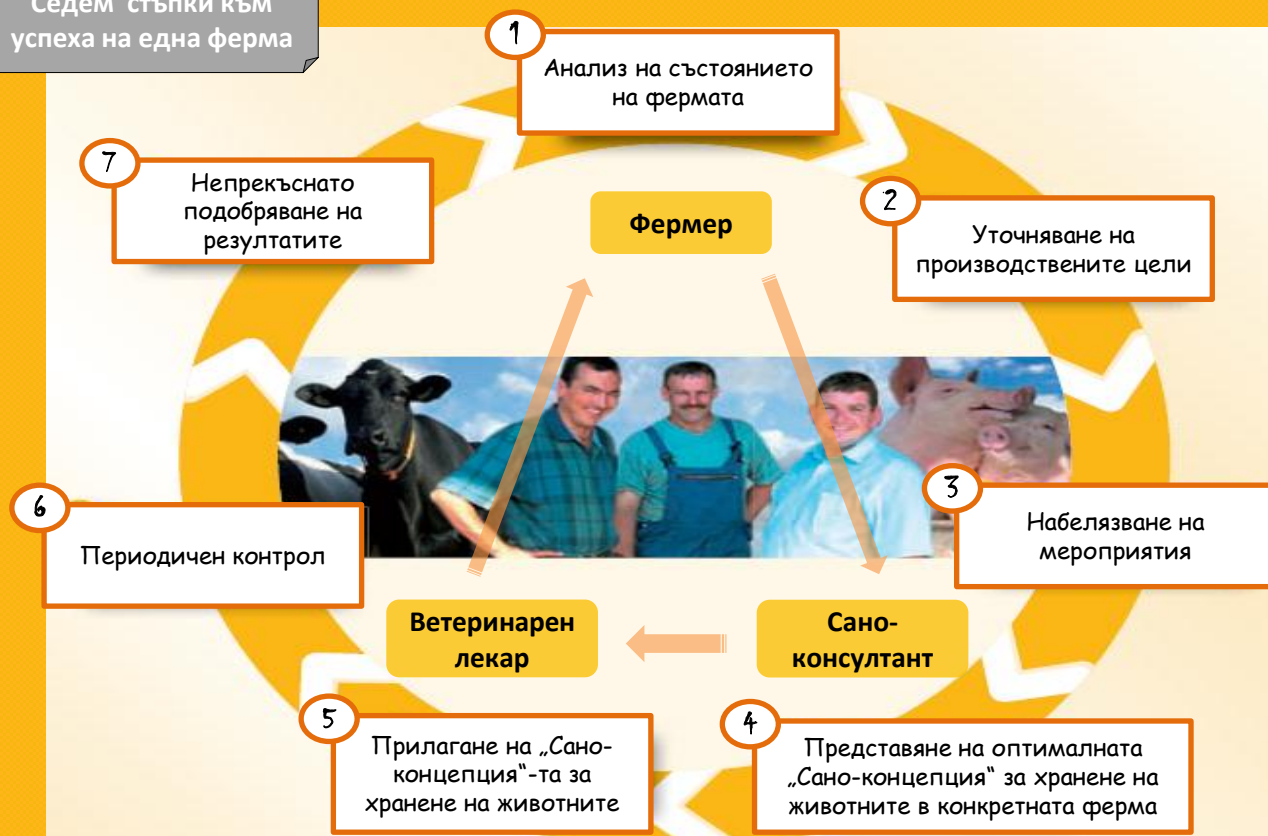 Седем стъпки към
успеха на една ферма
1
Анализ на състоянието
на фермата
2
Уточняване на
производствените цели
3
Набелязване на
мероприятия
4
Представяне на оптималната
„Сано-концепция“ за хранене на
животните в конкретната ферма
5
Прилагане на „Сано-
концепция“-та за
хранене на животните
6
Периодичен контрол
7
Непрекъснато
подобряване на
резултатите
Фермер
Сано-
консултант
Ветеринарен
лекар